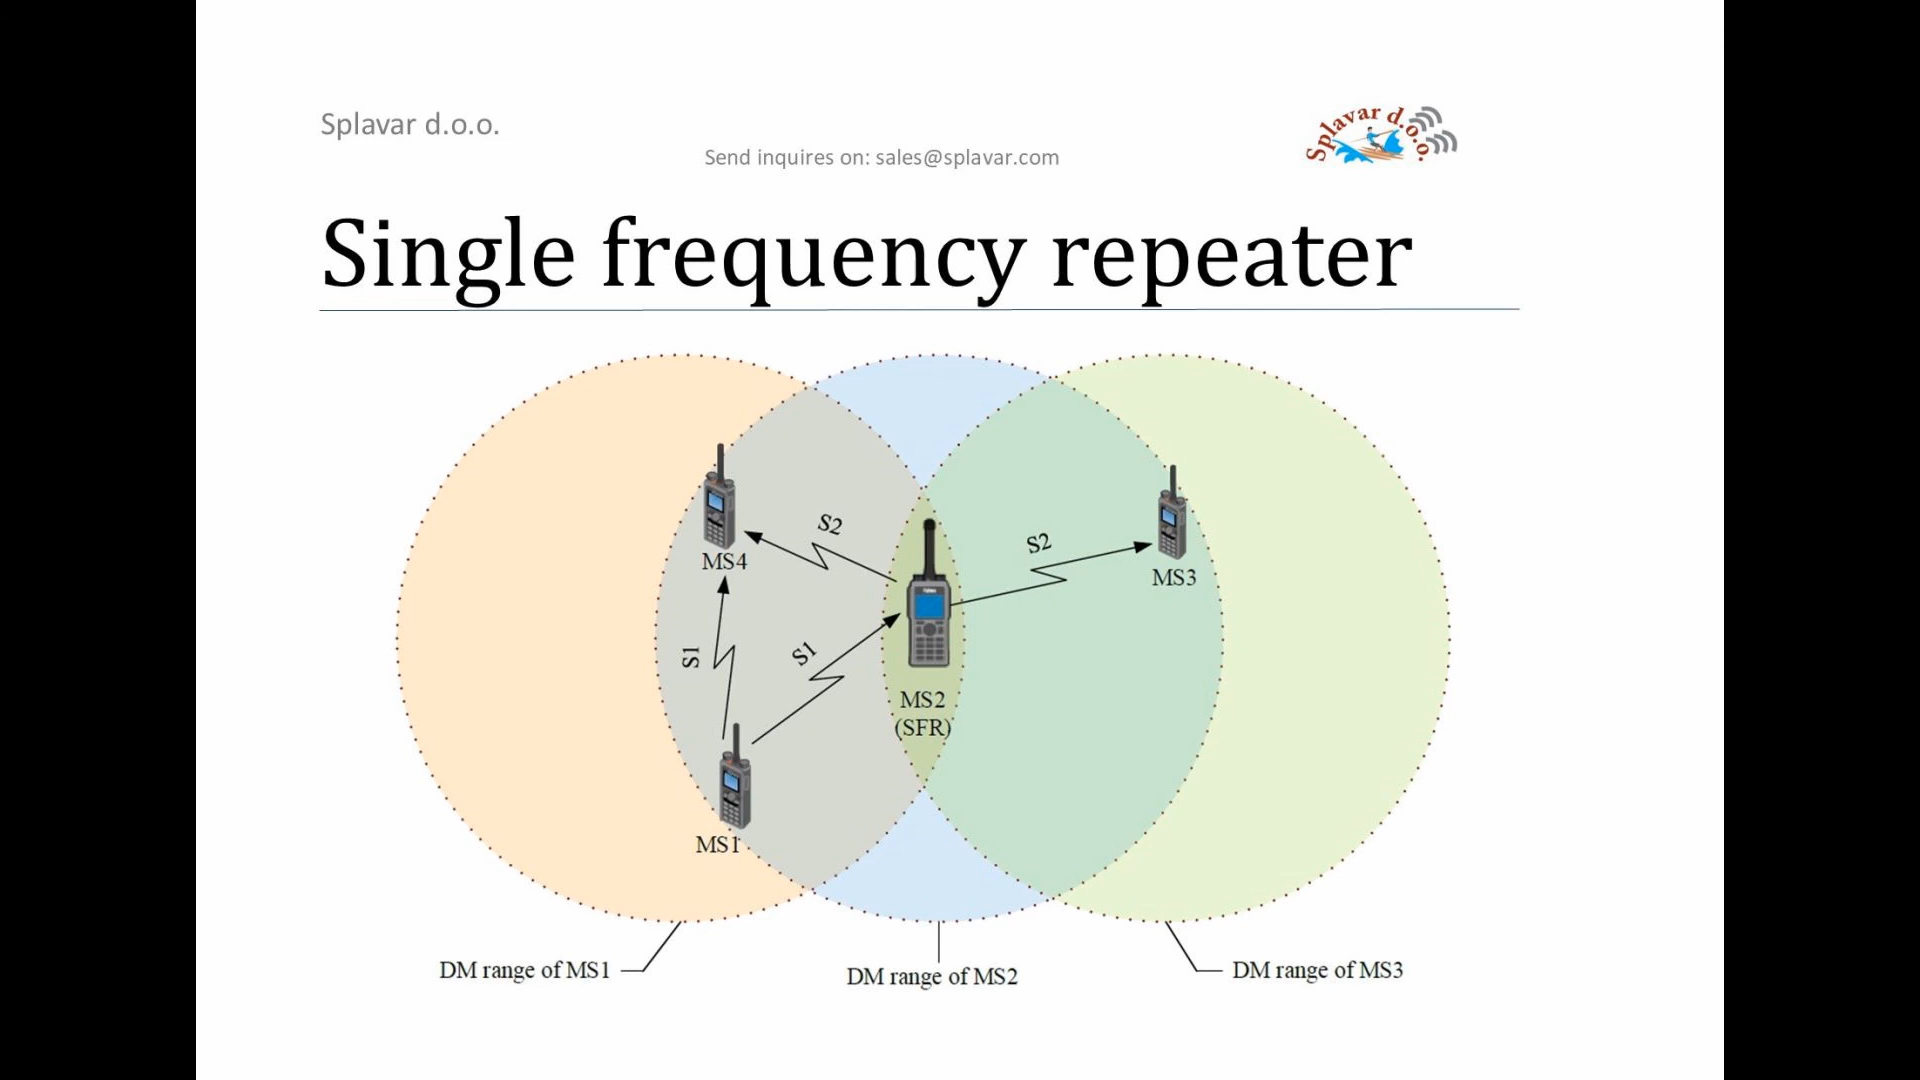 Splavar d.o.o.
Splavar d.o.o.
Send inquires on: sales@splavar.com
Single frequency repeater
S2
S2
MS4
MS3
S1
S1
MS2
(SFR)
MS1
DM range of MS1
DM range of MS2
DM range of MS3